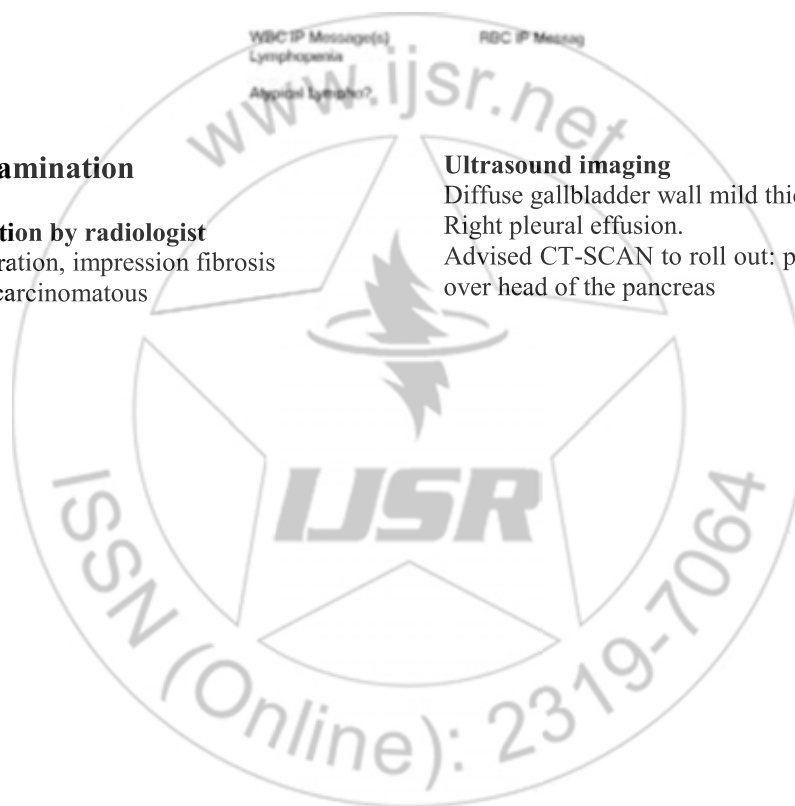 WBC IP Message(s)
Lymphopenia
Atypical Lympho?
RBC IP Messag
www.ijsr.net
amination
tion by radiologist
ration, impression fibrosis
carcinomatous
Ultrasound imaging
Diffuse gallbladder wall mild thic
Right pleural effusion.
Advised CT-SCAN to roll out: p
over head of the pancreas
IJSR
ISSN (Online): 2319-7064